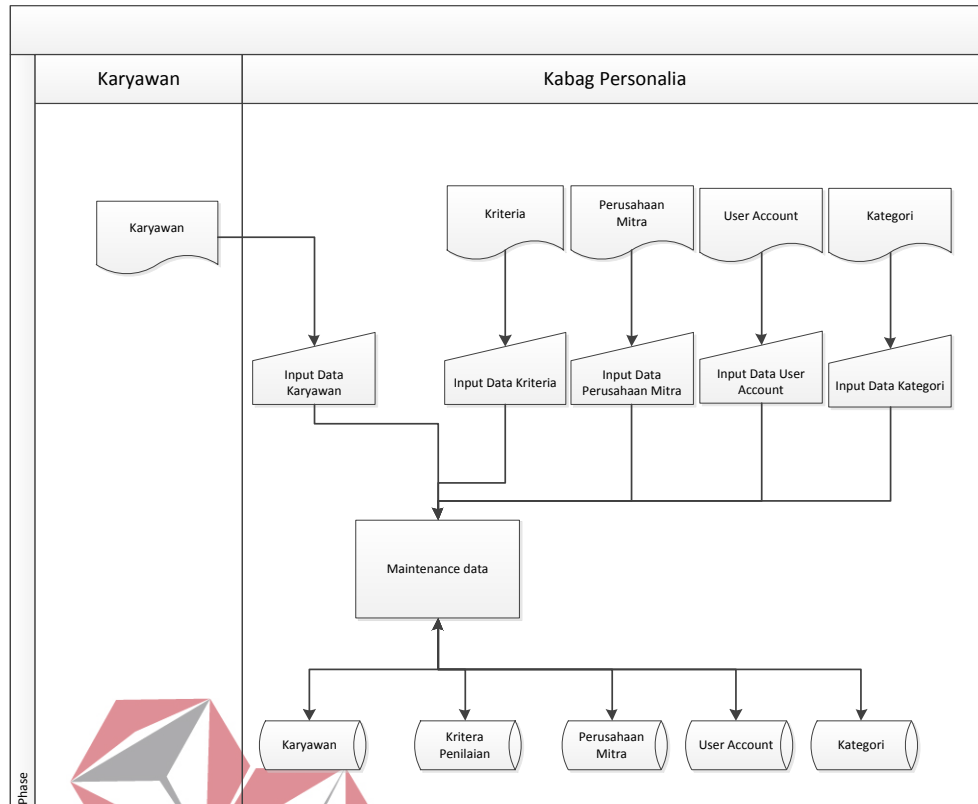 Karyawan
Kabag Personalia
Karyawan
Kriteria
Perusahaan
Mitra
User Account
Kategori
Input Data
Karyawan
Input Data Kriteria
Input Data
Perusahaan Mitra
Input Data User
Account
Input Data Kategori
Maintenance data
Karyawan
Kritera
Penilaian
Perusahaan
Mitra
User Account
Kategori
Phase